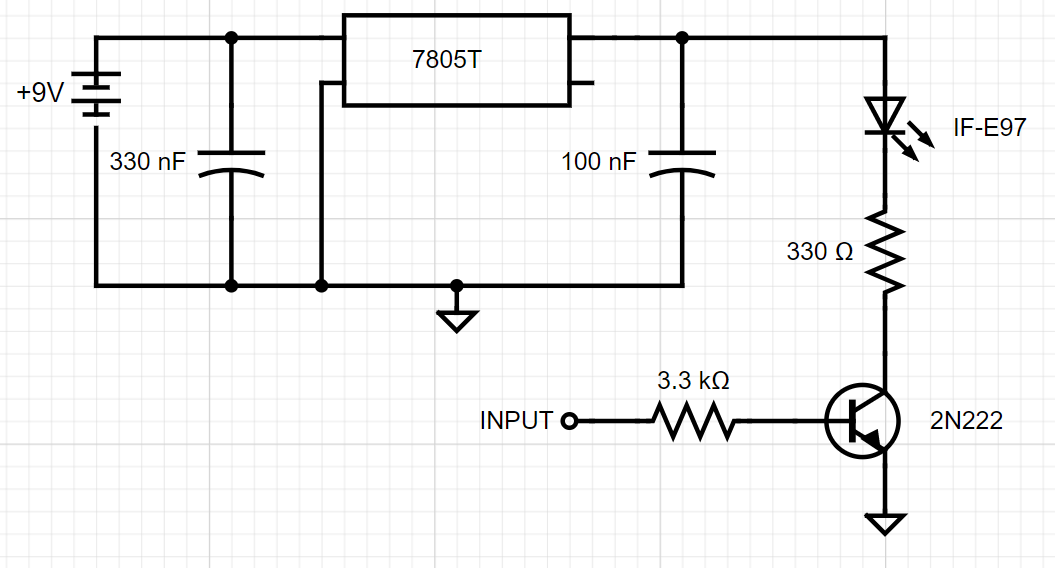 7805T
+9V
IF-E97
330 nF
100 nF
330 Ω
3.3 kΩ
INPUT
2N222